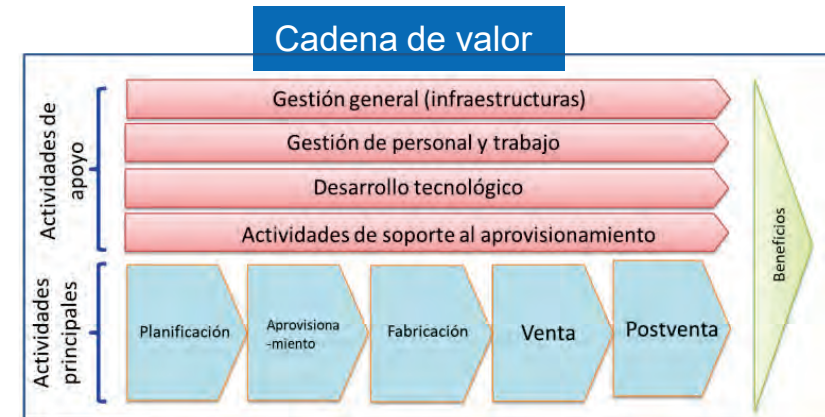 Cadena de valor
Actividades de
apoyo
Gestión general (infraestructuras)
Gestión de personal y trabajo
Desarrollo tecnológico
Actividades de soporte al aprovisionamiento
Actividades
principales
Planificación
Aprovisiona
-miento
Fabricación
Venta
Postventa
Beneficios